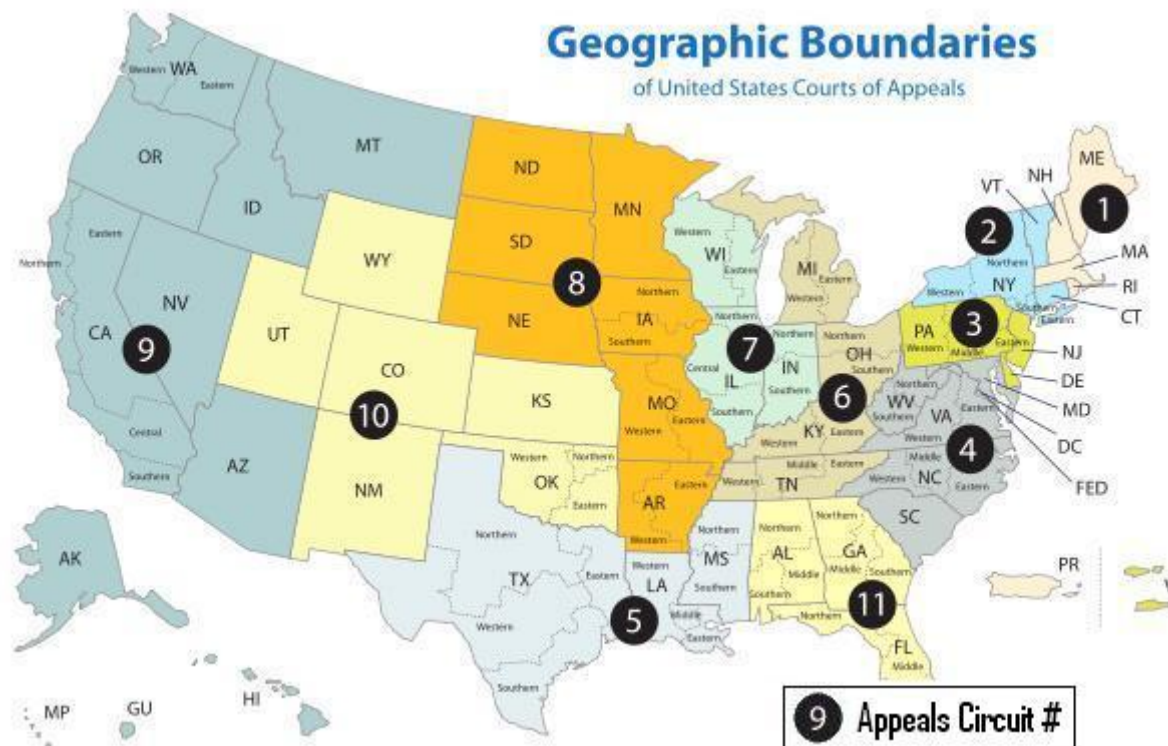 Geographic Boundaries
of United States Courts of Appeals
WA
Western
Eastern
MT
OR
ID
ND
MN
SD
WY
8
NE
Northern
IA
Southern
Western
WI
Eastern
MI
Eastern
Western
ME
NH
VT
1
2
MA
Northern
NY
RI
Western
Southern
Eastern
CT
3
PA
Western
Middle
Eastern
NJ
DE
MD
DC
FED
Eastern
Northern
NV
CA
9
Central
Southern
UT
CO
10
KS
AZ
NM
Western
Northern
OK
Eastern
MO
Eastern
Western
Eastern
AR
Western
7
Northern
Central
IL
Southern
Northern
IN
Southern
Northern
OH
Southern
6
KY
Western
Eastern
Northern
WV
Southern
VA
Eastern
Western
4
Middle
Western
NC
Eastern
Western
Middle
Eastern
TN
SC
Northern
TX
Eastern
Western
Southern
Western
LA
Middle
Eastern
5
Northern
MS
Southern
Northern
AL
Middle
Southern
Northern
GA
Middle
Southern
11
Northern
FL
Middle
PR
AK
HI
MP
GU
9 Appeals Circuit #